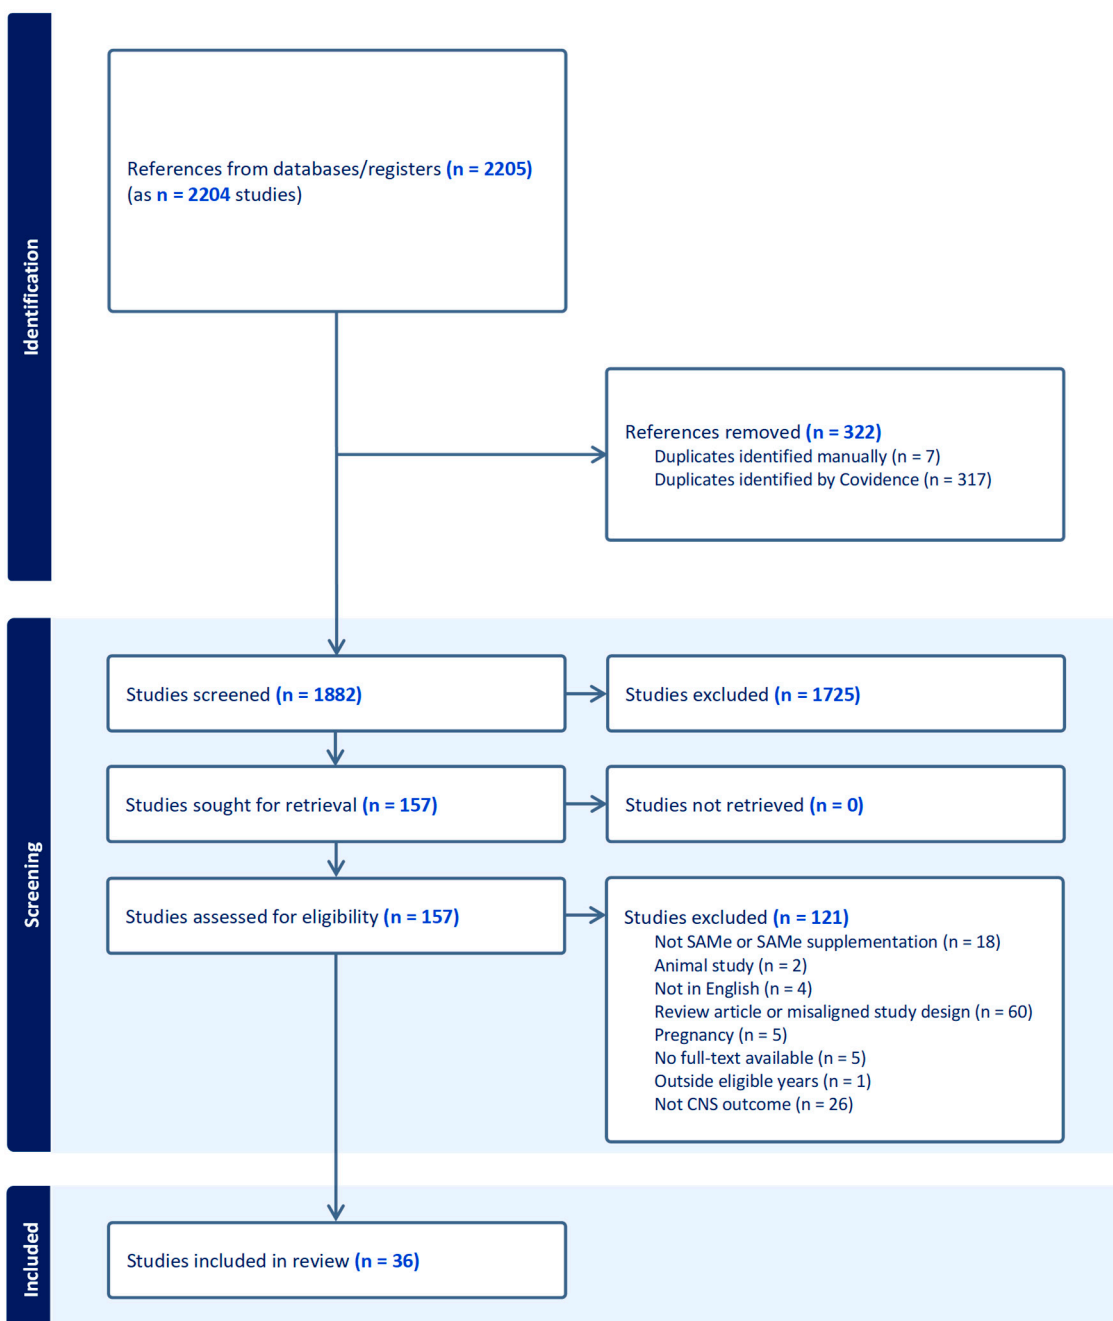 Identification
References from databases/registers (n = 2205)
(as n = 2204 studies)
References removed (n = 322)
Duplicates identified manually (n = 7)
Duplicates identified by Covidence (n = 317)
Screening
Studies screened (n = 1882)
Studies excluded (n = 1725)
Studies sought for retrieval (n = 157)
Studies not retrieved (n = 0)
Studies assessed for eligibility (n = 157)
Studies excluded (n = 121)
Not SAMe or SAMe supplementation (n = 18)
Animal study (n = 2)
Not in English (n = 4)
Review article or misaligned study design (n = 60)
Pregnancy (n = 5)
No full-text available (n = 5)
Outside eligible years (n = 1)
Not CNS outcome (n = 26)
Included
Studies included in review (n = 36)